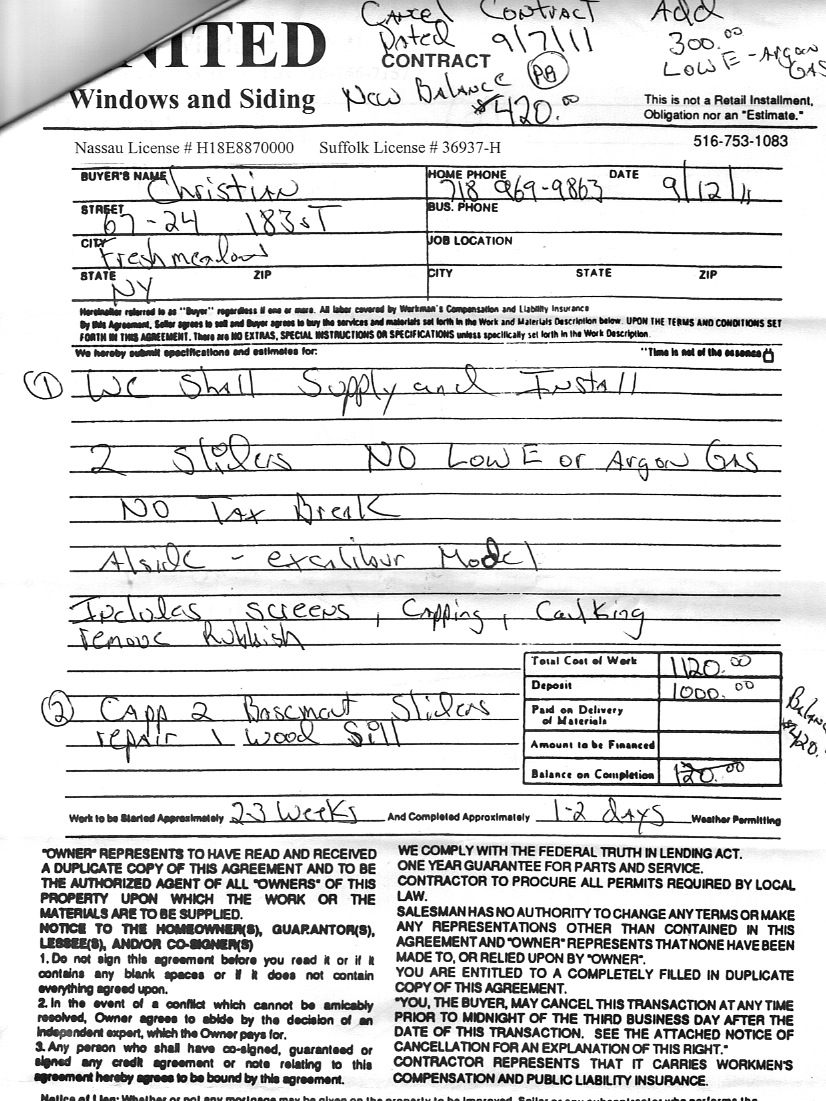 Cancel Contract Add
Dated 9/7/11 300.00
Low E - Argon Gas
NITED
CONTRACT
Windows and Siding
New Balance PB
$420.00
This is not a Retail Installment,
Obligation nor an "Estimate."
Nassau License # H18E8870000 Suffolk License # 36937-H
516-753-1083
BUYER'S NAME Christian
HOME PHONE 718 969-9863 DATE 9/12/11
STREET 67-24 183 ST
BUS. PHONE
CITY Freshmeadows
JOB LOCATION
STATE NY ZIP
CITY STATE ZIP
Hereinafter referred to as "Buyer" regardless if one or more. All labor covered by Workman's Compensation and Liability Insurance
By this Agreement, Seller agrees to sell and Buyer agrees to buy the services and materials set forth in the Work and Materials Description below. UPON THE TERMS AND CONDITIONS SET
FORTH IN THIS AGREEMENT. There are NO EXTRAS, SPECIAL INSTRUCTIONS OR SPECIFICATIONS unless specifically set forth in the Work Description.
We hereby submit specifications and estimates for: "Time is not of the essence
① We Shall Supply and Install
2 Sliders NO Low E or Argon Gas
NO Tax Break
Alside - excalibur Model
Includes screens, Capping, Caulking
remove Rubbish
② Capp 2 Basement Sliders
repair 1 Wood Sill
Total Cost of Work 1120.00
Deposit 1000.00
Paid on Delivery
of Materials
Amount to be Financed
Balance on Completion 120.00
Balance
$420.00
Work to be Started Approximately 2-3 Weeks And Completed Approximately 1-2 days Weather Permitting
"OWNER" REPRESENTS TO HAVE READ AND RECEIVED
A DUPLICATE COPY OF THIS AGREEMENT AND TO BE
THE AUTHORIZED AGENT OF ALL "OWNERS" OF THIS
PROPERTY UPON WHICH THE WORK OR THE
MATERIALS ARE TO BE SUPPLIED.
NOTICE TO THE HOMEOWNER(S), GUARANTOR(S),
LESSEE(S), AND/OR CO-SIGNER(S)
1. Do not sign this agreement before you read it or if it
contains any blank spaces or if it does not contain
everything agreed upon.
2. In the event of a conflict which cannot be amicably
resolved, Owner agrees to abide by the decision of an
independent expert, which the Owner pays for.
3. Any person who shall have co-signed, guaranteed or
signed any credit agreement or note relating to this
agreement hereby agrees to be bound by this agreement.
WE COMPLY WITH THE FEDERAL TRUTH IN LENDING ACT.
ONE YEAR GUARANTEE FOR PARTS AND SERVICE.
CONTRACTOR TO PROCURE ALL PERMITS REQUIRED BY LOCAL
LAW.
SALESMAN HAS NO AUTHORITY TO CHANGE ANY TERMS OR MAKE
ANY REPRESENTATIONS OTHER THAN CONTAINED IN THIS
AGREEMENT AND "OWNER" REPRESENTS THAT NONE HAVE BEEN
MADE TO, OR RELIED UPON BY "OWNER".
YOU ARE ENTITLED TO A COMPLETELY FILLED IN DUPLICATE
COPY OF THIS AGREEMENT.
"YOU, THE BUYER, MAY CANCEL THIS TRANSACTION AT ANY TIME
PRIOR TO MIDNIGHT OF THE THIRD BUSINESS DAY AFTER THE
DATE OF THIS TRANSACTION. SEE THE ATTACHED NOTICE OF
CANCELLATION FOR AN EXPLANATION OF THIS RIGHT."
CONTRACTOR REPRESENTS THAT IT CARRIES WORKMEN'S
COMPENSATION AND PUBLIC LIABILITY INSURANCE.